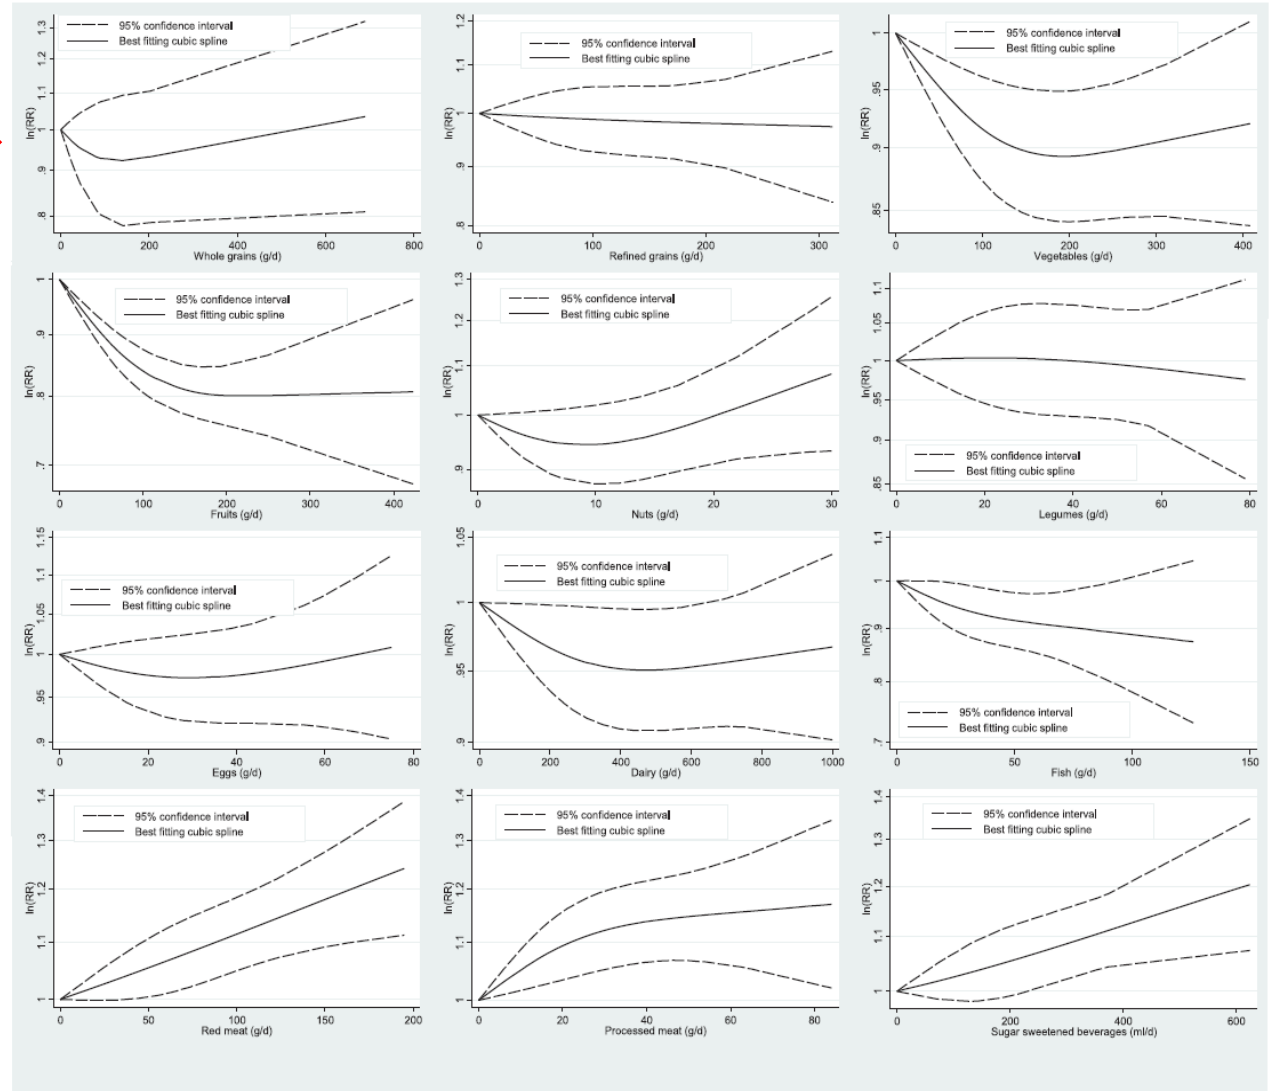 95% confidence interval
Best fitting cubic spline
ln(RR)
1.3
1.2
1.1
1
.9
.8
0 200 400 600 800
Whole grains (g/d)
95% confidence interval
Best fitting cubic spline
ln(RR)
1.2
1.1
1
.9
.8
0 100 200 300
Refined grains (g/d)
95% confidence interval
Best fitting cubic spline
ln(RR)
1
.95
.9
.85
0 100 200 300 400
Vegetables (g/d)
95% confidence interval
Best fitting cubic spline
ln(RR)
1
.9
.8
.7
0 100 200 300 400
Fruits (g/d)
95% confidence interval
Best fitting cubic spline
ln(RR)
1.3
1.2
1.1
1
.9
0 10 20 30
Nuts (g/d)
95% confidence interval
Best fitting cubic spline
ln(RR)
1.1
1.05
1
.95
.9
.85
0 20 40 60 80
Legumes (g/d)
95% confidence interval
Best fitting cubic spline
ln(RR)
1.15
1.1
1.05
1
.95
.9
0 20 40 60 80
Eggs (g/d)
95% confidence interval
Best fitting cubic spline
ln(RR)
1.05
1
.95
.9
0 200 400 600 800 1000
Dairy (g/d)
95% confidence interval
Best fitting cubic spline
ln(RR)
1.1
1
.9
.8
.7
0 50 100 150
Fish (g/d)
95% confidence interval
Best fitting cubic spline
ln(RR)
1.4
1.3
1.2
1.1
1
0 50 100 150 200
Red meat (g/d)
95% confidence interval
Best fitting cubic spline
ln(RR)
1.4
1.3
1.2
1.1
1
0 20 40 60 80
Processed meat (g/d)
95% confidence interval
Best fitting cubic spline
ln(RR)
1.4
1.3
1.2
1.1
1
0 200 400 600
Sugar sweetened beverages (ml/d)